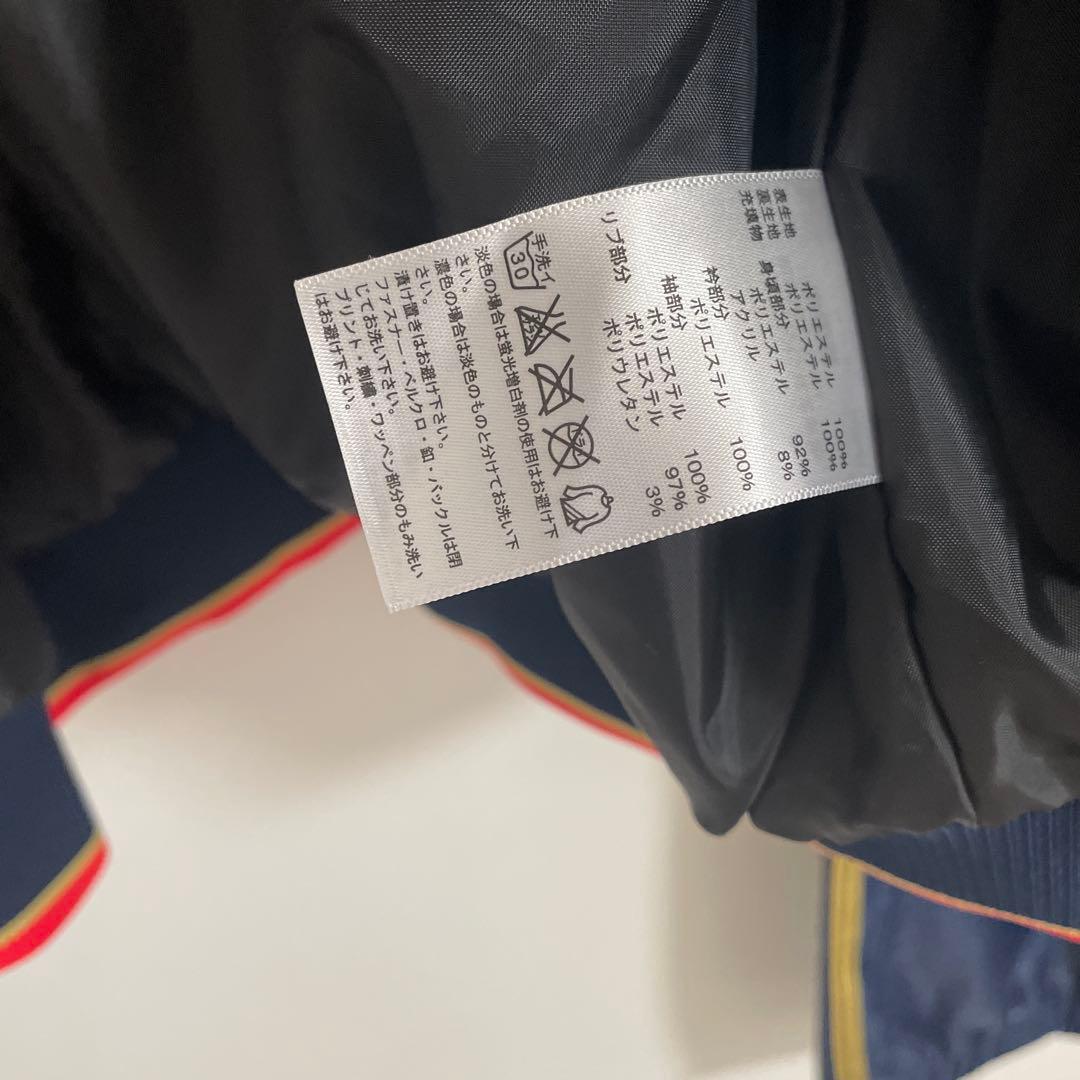 表生地 ポリエステル 100%
裏生地 ポリエステル 100%
充填物 身頃部分
ポリエステル 92%
アクリル 8%
衿部分
ポリエステル 100%
袖部分
ポリエステル 100%
リブ部分 ポリエステル 97%
ポリウレタン 3%
手洗イ
30
エンソサラシ
ドライ
淡色の場合は蛍光増白剤の使用はお避け下
さい。
濃色の場合は淡色のものと分けてお洗い下
さい。
漬け置きはお避け下さい。
ファスナー・ベルクロ・釦・バックルは閉
じてお洗い下さい。
プリント・刺繍・ワッペン部分のもみ洗い
はお避け下さい。